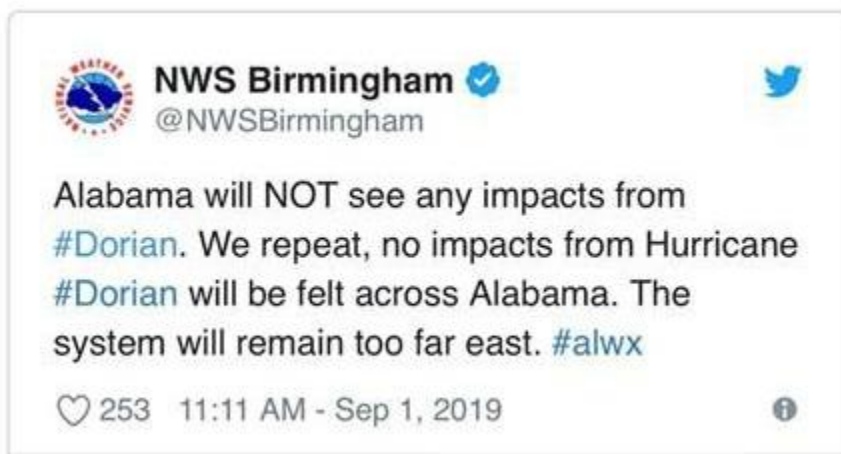 NWS Birmingham
@NWSBirmingham
Alabama will NOT see any impacts from
#Dorian. We repeat, no impacts from Hurricane
#Dorian will be felt across Alabama. The
system will remain too far east. #alwx
253 11:11 AM - Sep 1, 2019